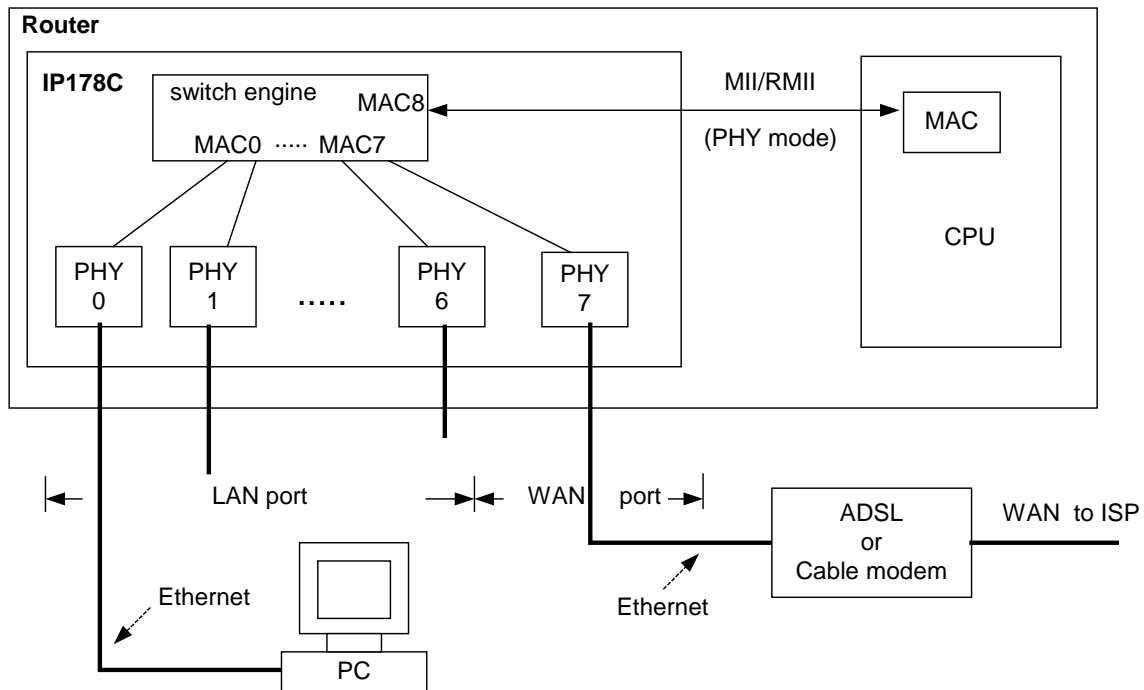 Router
IP178C
switch engine
MAC8
MAC0 ..... MAC7
MII/RMII
(PHY mode)
MAC
CPU
PHY
0
PHY
1
.....
PHY
6
PHY
7
LAN port
WAN port
ADSL
or
Cable modem
WAN to ISP
Ethernet
Ethernet
PC